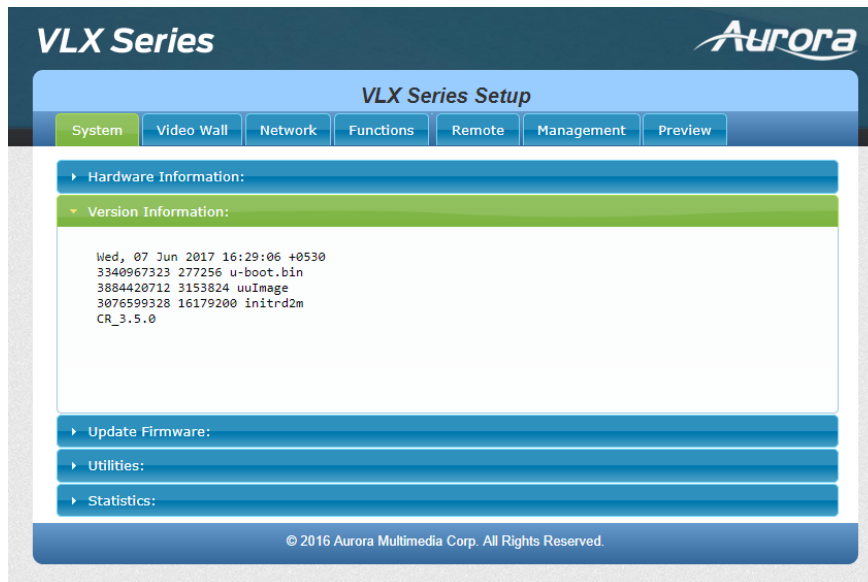 VLX Series
Aurora
VLX Series Setup
System Video Wall Network Functions Remote Management Preview
Hardware Information:
Version Information:
Wed, 07 Jun 2017 16:29:06 +0530
3340967323 277256 u-boot.bin
3884420712 3153824 uuImage
3076599328 16179200 initrd2m
CR_3.5.0
Update Firmware:
Utilities:
Statistics:
© 2016 Aurora Multimedia Corp. All Rights Reserved.